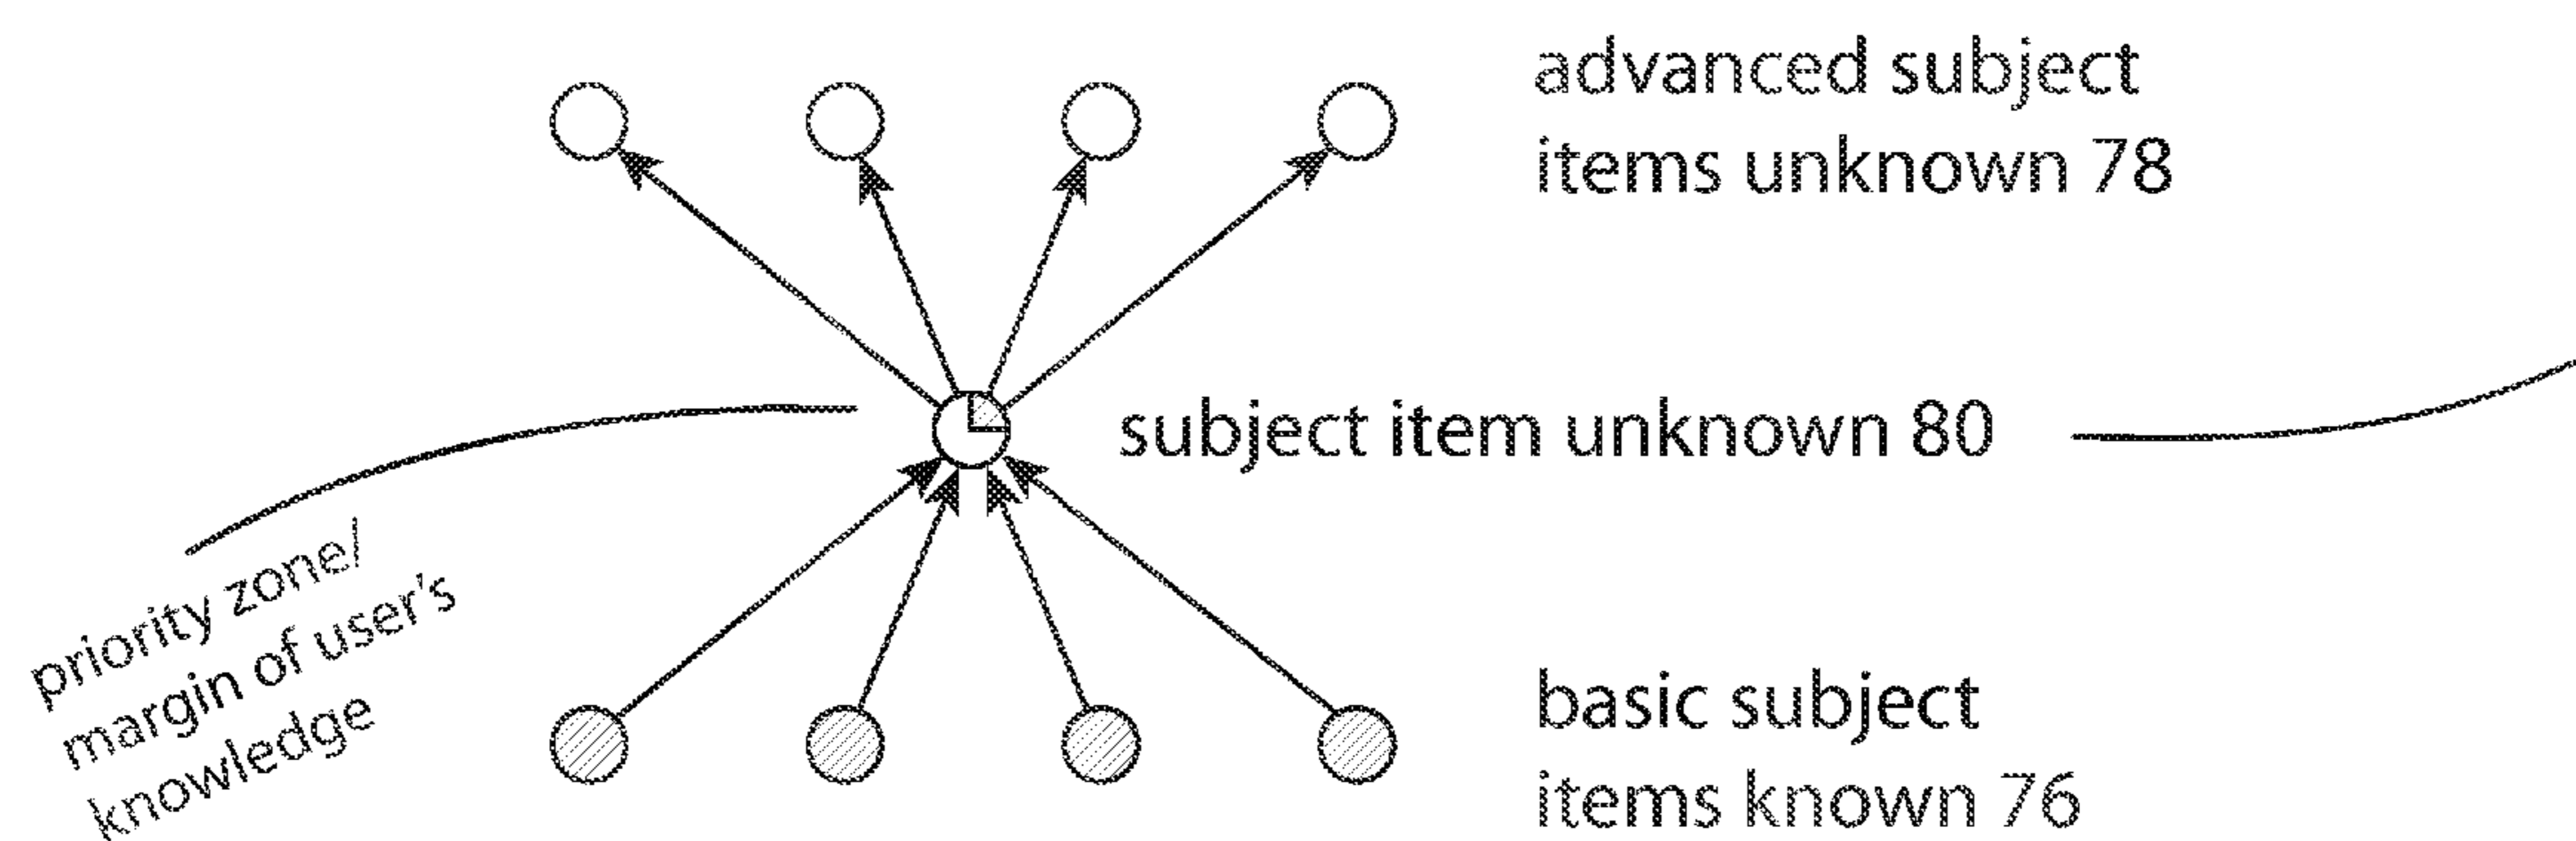 advanced subject
items unknown 78
subject item unknown 80
priority zone/
margin of user's
knowledge
basic subject
items known 76